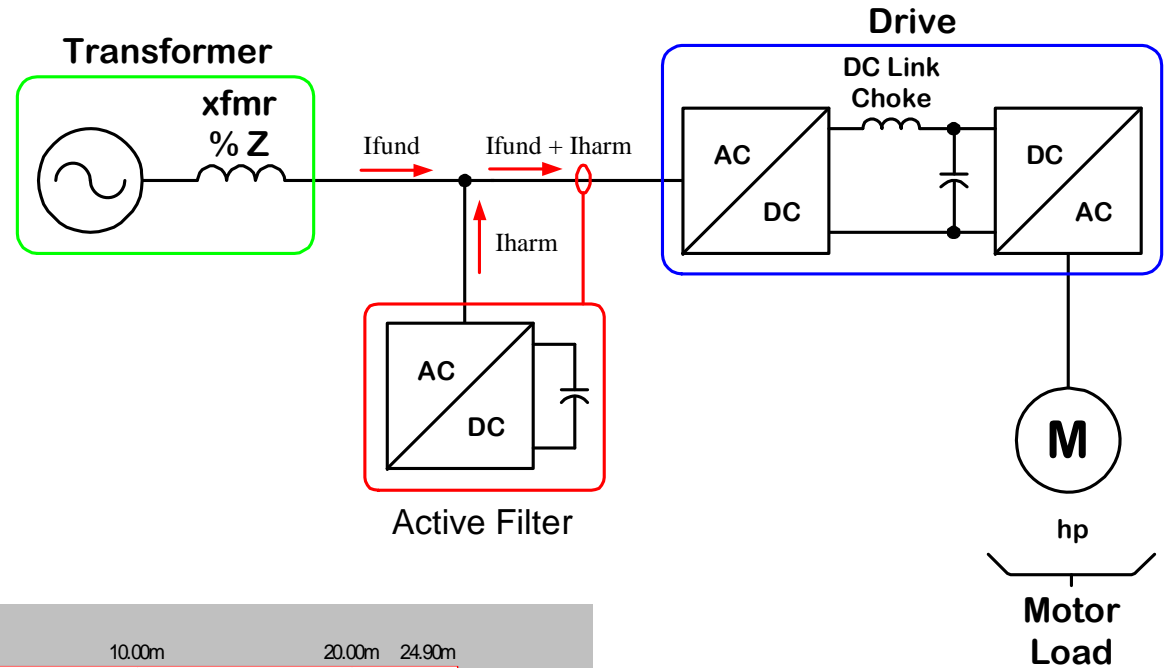 Drive
Transformer
DC Link
Choke
xfmr
% Z
Ifund
Ifund + Iharm
AC
DC
DC
AC
Iharm
AC
DC
M
Active Filter
hp
Motor
Load
10.00m
20.00m
24.90m